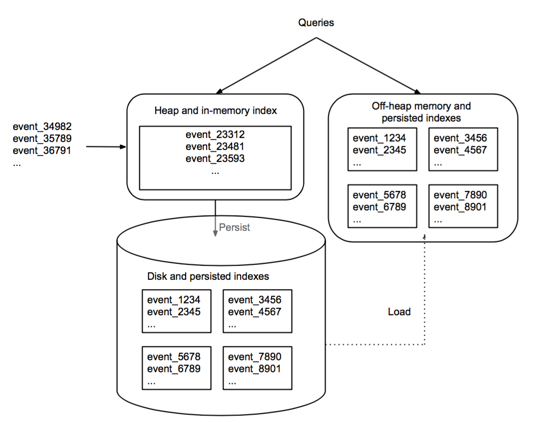 Queries
Heap and in-memory index
event_23312
event_23481
event_23593
...
Off-heap memory and
persisted indexes
event_1234
event_2345
...
event_3456
event_4567
...
event_5678
event_6789
...
event_7890
event_8901
...
event_34982
event_35789
event_36791
...
Persist
Disk and persisted indexes
event_1234
event_2345
...
event_3456
event_4567
...
event_5678
event_6789
...
event_7890
event_8901
...
Load